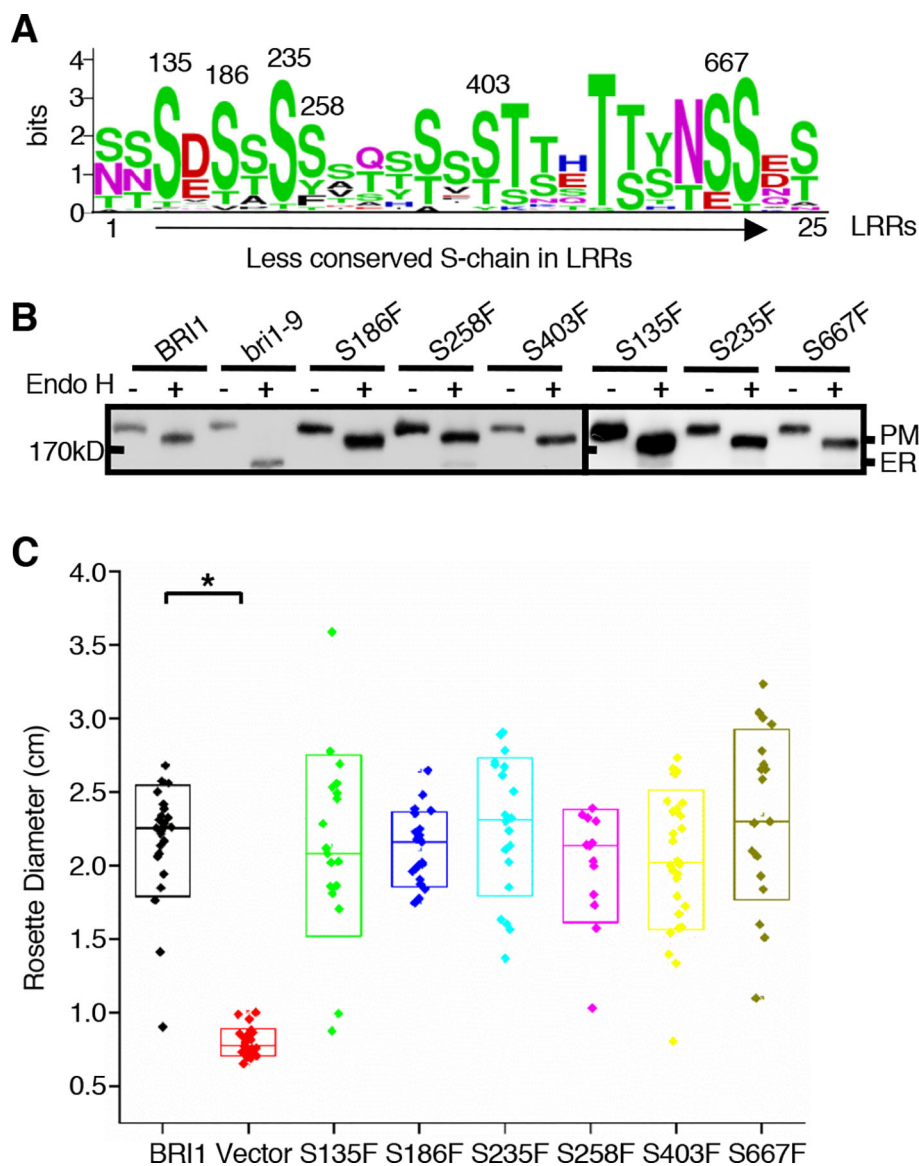 A
135 186 235 258 403 667
bits
4
3
2
1
0
1 25 LRRs
Less conserved S-chain in LRRs
B
BRI1 bri1-9 S186F S258F S403F S135F S235F S667F
Endo H - + - + - + - + - + - + - + - +
170kD
PM
ER
C
*
Rosette Diameter (cm)
4.0
3.5
3.0
2.5
2.0
1.5
1.0
0.5
BRI1 Vector S135F S186F S235F S258F S403F S667F